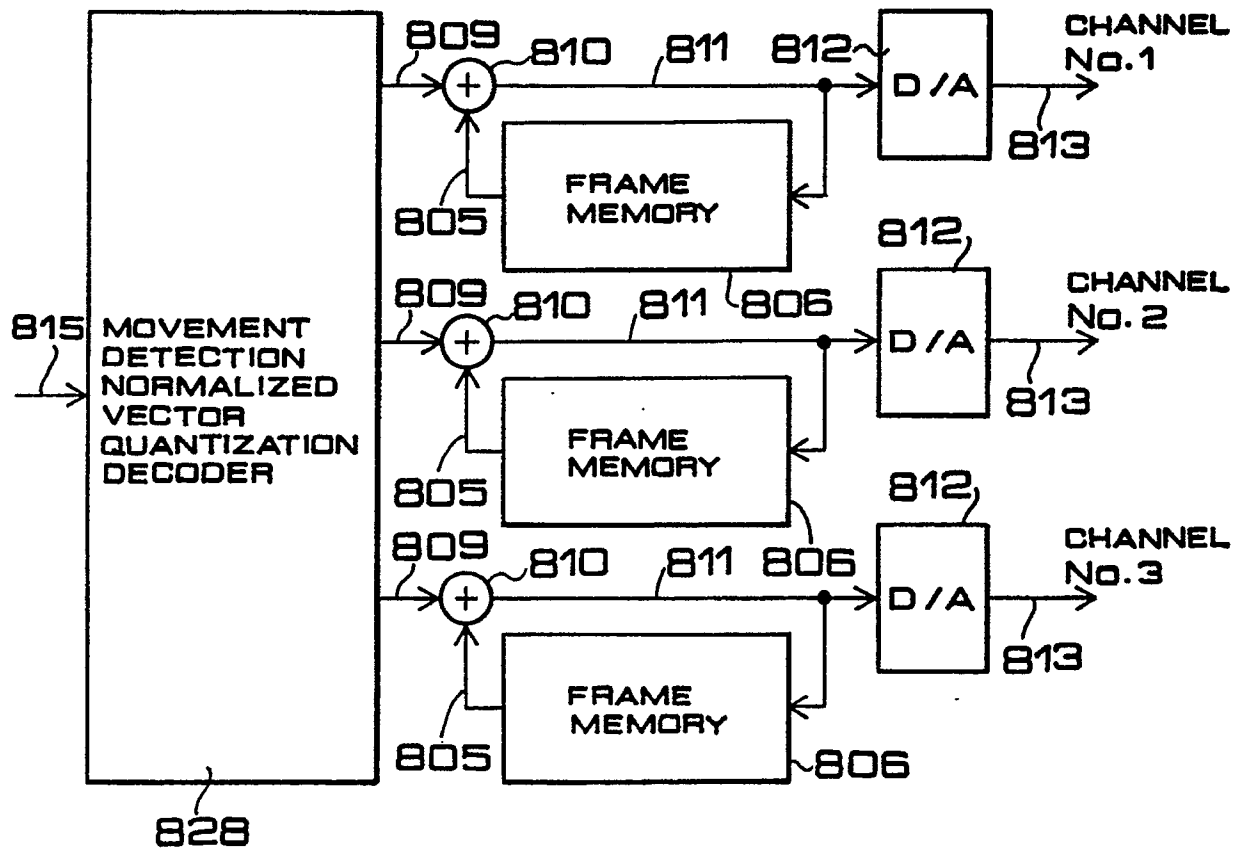 809
810
811
812
D/A
CHANNEL
No.1
813
805
FRAME
MEMORY
806
815
MOVEMENT
DETECTION
NORMALIZED
VECTOR
QUANTIZATION
DECODER
809
810
811
812
D/A
CHANNEL
No.2
813
805
FRAME
MEMORY
806
809
810
811
812
D/A
CHANNEL
No.3
813
805
FRAME
MEMORY
806
828